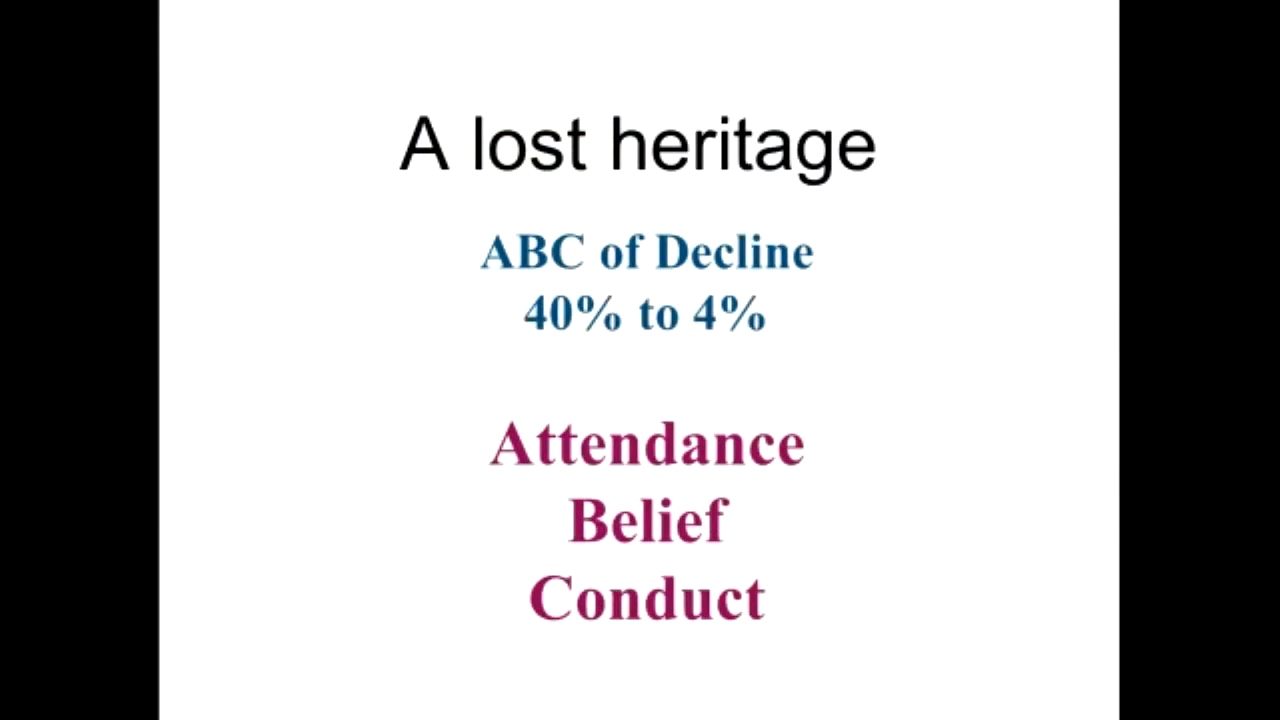 A lost heritage
ABC of Decline
40% to 4%
Attendance
Belief
Conduct